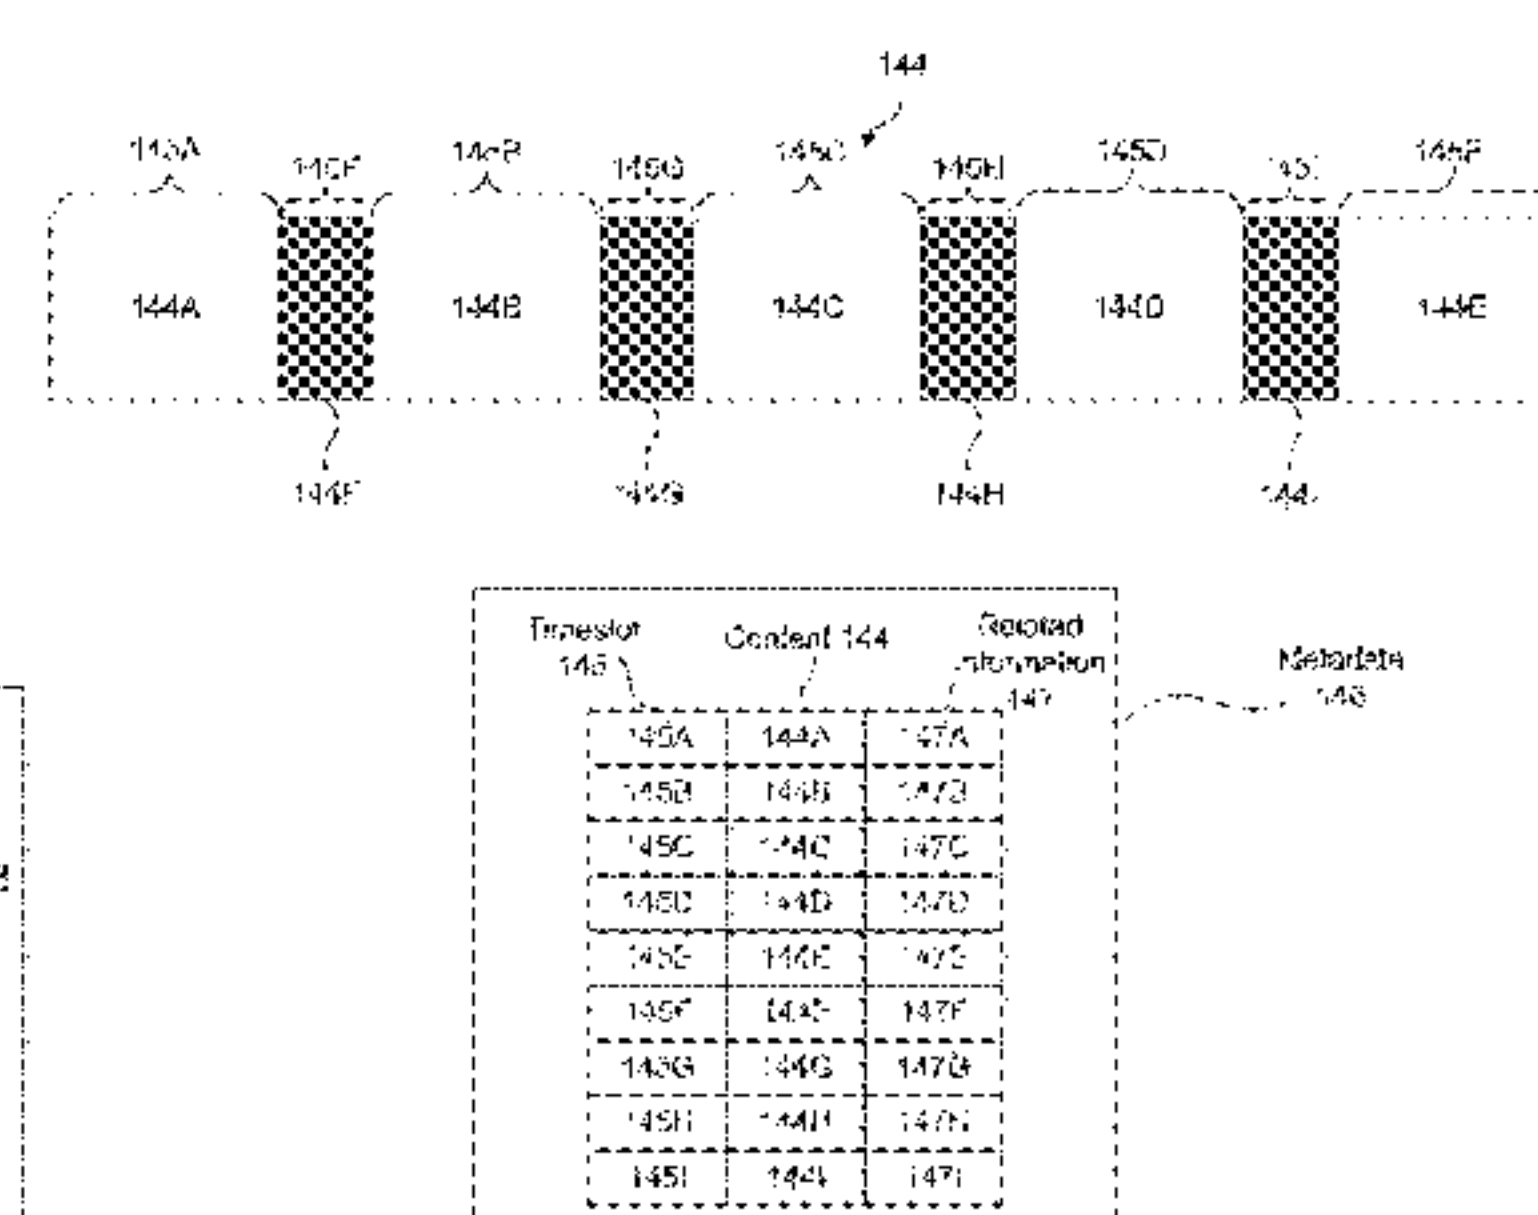 144
145A 145F 145B 145G 145C 145H 145D 145I 145E
144A 144B 144C 144D 144E
144F 144G 144H 144I
Timeslot 145 Content 144 Related Information 147
Metadata 146
145A 144A 147A
145B 144B 147B
145C 144C 147C
145D 144D 147D
145E 144E 147E
145F 144F 147F
145G 144G 147G
145H 144H 147H
145I 144I 147I